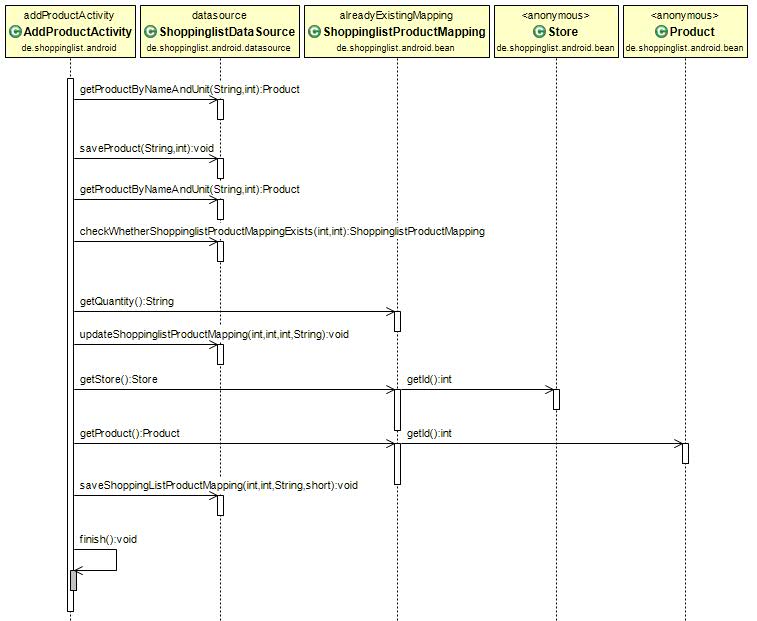 addProductActivity
C AddProductActivity
de.shoppinglist.android
datasource
C ShoppinglistDataSource
de.shoppinglist.android.datasource
alreadyExistingMapping
C ShoppinglistProductMapping
de.shoppinglist.android.bean
<anonymous>
C Store
de.shoppinglist.android.bean
<anonymous>
C Product
de.shoppinglist.android.bean
getProductByNameAndUnit(String,int):Product
saveProduct(String,int):void
getProductByNameAndUnit(String,int):Product
checkWhetherShoppinglistProductMappingExists(int,int):ShoppinglistProductMapping
getQuantity():String
updateShoppinglistProductMapping(int,int,int,String):void
getStore():Store
getId():int
getProduct():Product
getId():int
saveShoppingListProductMapping(int,int,String,short):void
finish():void